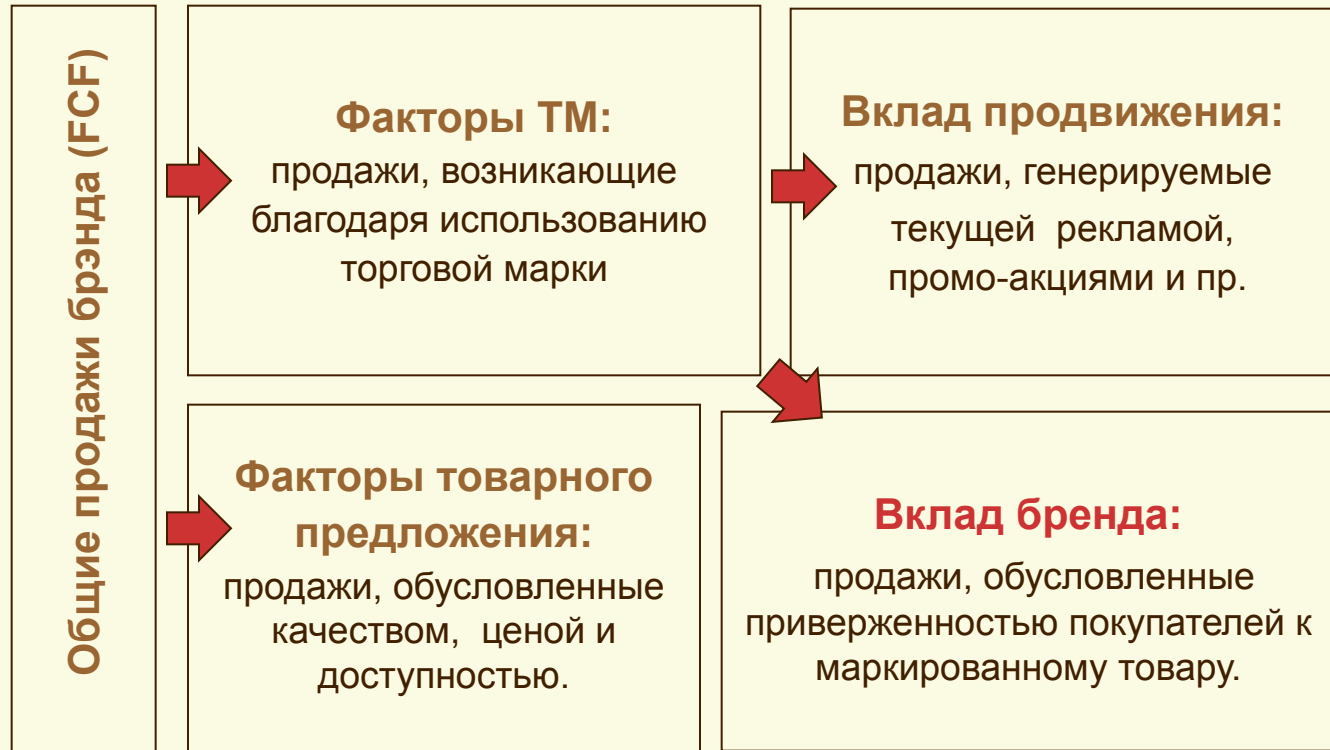 Общие продажи брэнда (FCF)
Факторы ТМ:
продажи, возникающие
благодаря использованию
торговой марки
Вклад продвижения:
продажи, генерируемые
текущей рекламой,
промо-акциями и пр.
Факторы товарного
предложения:
продажи, обусловленные
качеством, ценой и
доступностью.
Вклад бренда:
продажи, обусловленные
приверженностью покупателей к
маркированному товару.